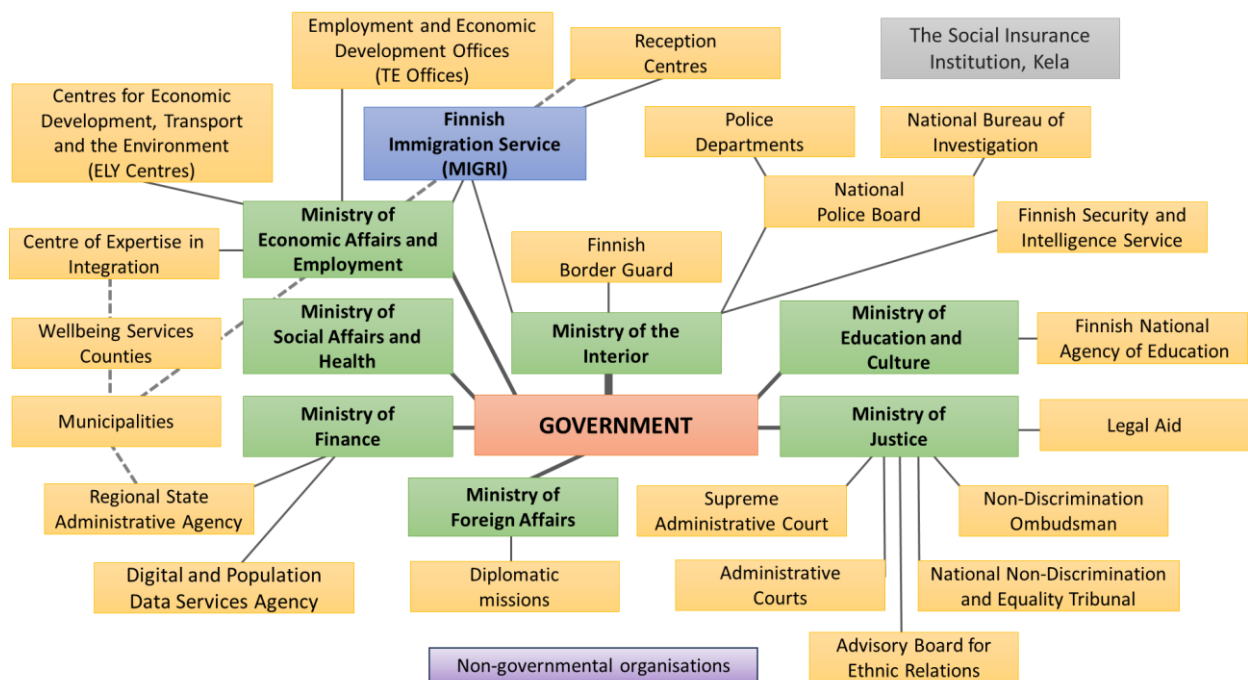 Employment and Economic
Development Offices
(TE Offices)
Reception
Centres
The Social Insurance
Institution, Kela
Centres for Economic
Development, Transport
and the Environment
(ELY Centres)
Finnish
Immigration Service
(MIGRI)
Police
Departments
National Bureau of
Investigation
National
Police Board
Ministry of
Economic Affairs and
Employment
Centre of Expertise in
Integration
Finnish
Border Guard
Finnish Security and
Intelligence Service
Wellbeing Services
Counties
Ministry of
Social Affairs and
Health
Ministry of the
Interior
Ministry of
Education and
Culture
Finnish National
Agency of Education
Municipalities
Ministry of
Finance
GOVERNMENT
Ministry of
Justice
Legal Aid
Regional State
Administrative Agency
Ministry of
Foreign Affairs
Supreme
Administrative Court
Non-Discrimination
Ombudsman
Digital and Population
Data Services Agency
Diplomatic
missions
Administrative
Courts
National Non-Discrimination
and Equality Tribunal
Advisory Board for
Ethnic Relations
Non-governmental organisations